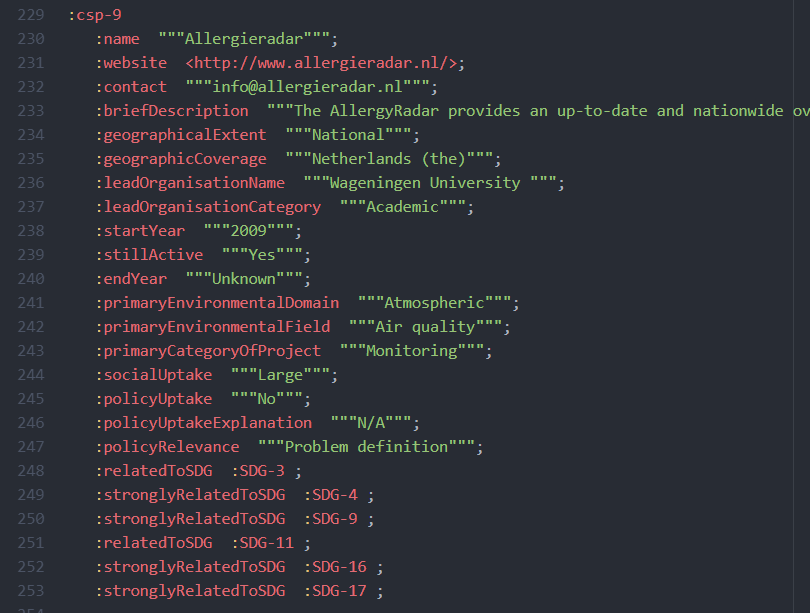 229 :csp-9
230 :name """Allergieradar""";
231 :website <http://www.allergieradar.nl/>;
232 :contact """info@allergieradar.nl""";
233 :briefDescription """The AllergyRadar provides an up-to-date and nationwide ov
234 :geographicalExtent """National""";
235 :geographicCoverage """Netherlands (the)""";
236 :leadOrganisationName """Wageningen University """;
237 :leadOrganisationCategory """Academic""";
238 :startYear """2009""";
239 :stillActive """Yes""";
240 :endYear """Unknown""";
241 :primaryEnvironmentalDomain """Atmospheric""";
242 :primaryEnvironmentalField """Air quality""";
243 :primaryCategoryOfProject """Monitoring""";
244 :socialUptake """Large""";
245 :policyUptake """No""";
246 :policyUptakeExplanation """N/A""";
247 :policyRelevance """Problem definition""";
248 :relatedToSDG :SDG-3 ;
249 :stronglyRelatedToSDG :SDG-4 ;
250 :stronglyRelatedToSDG :SDG-9 ;
251 :relatedToSDG :SDG-11 ;
252 :stronglyRelatedToSDG :SDG-16 ;
253 :stronglyRelatedToSDG :SDG-17 ;